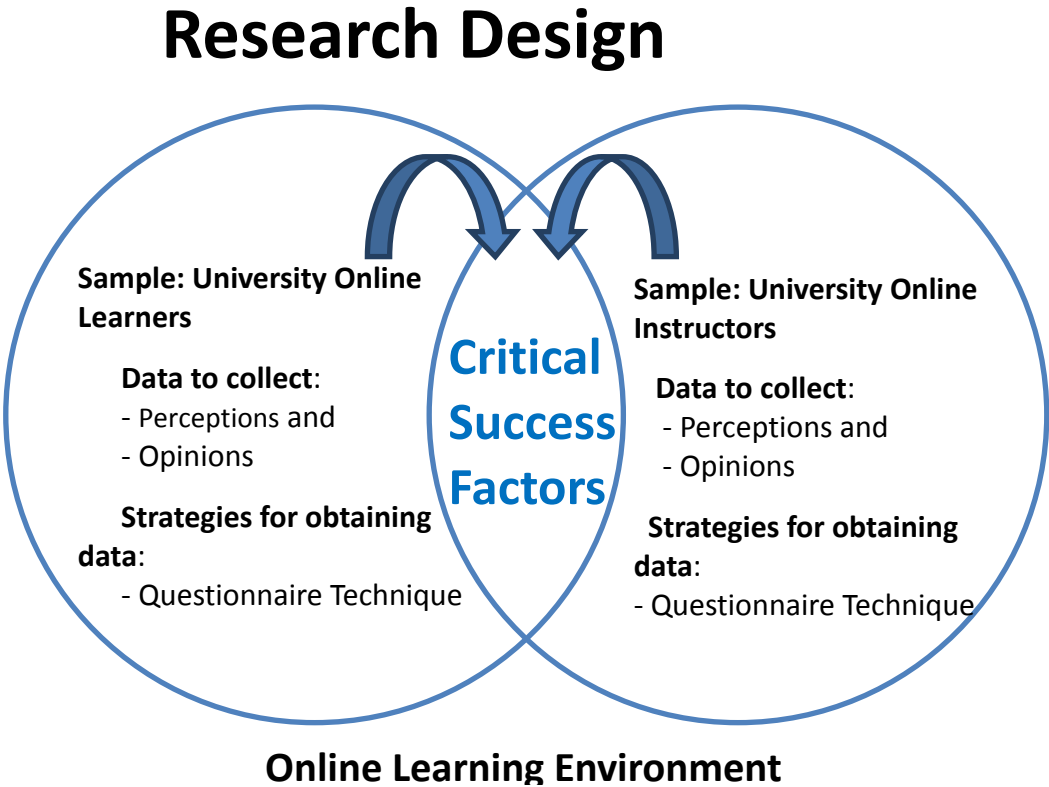 Research Design
Sample: University Online
Learners
Data to collect:
- Perceptions and
- Opinions
Strategies for obtaining
data:
- Questionnaire Technique
Critical
Success
Factors
Sample: University Online
Instructors
Data to collect:
- Perceptions and
- Opinions
Strategies for obtaining
data:
- Questionnaire Technique
Online Learning Environment